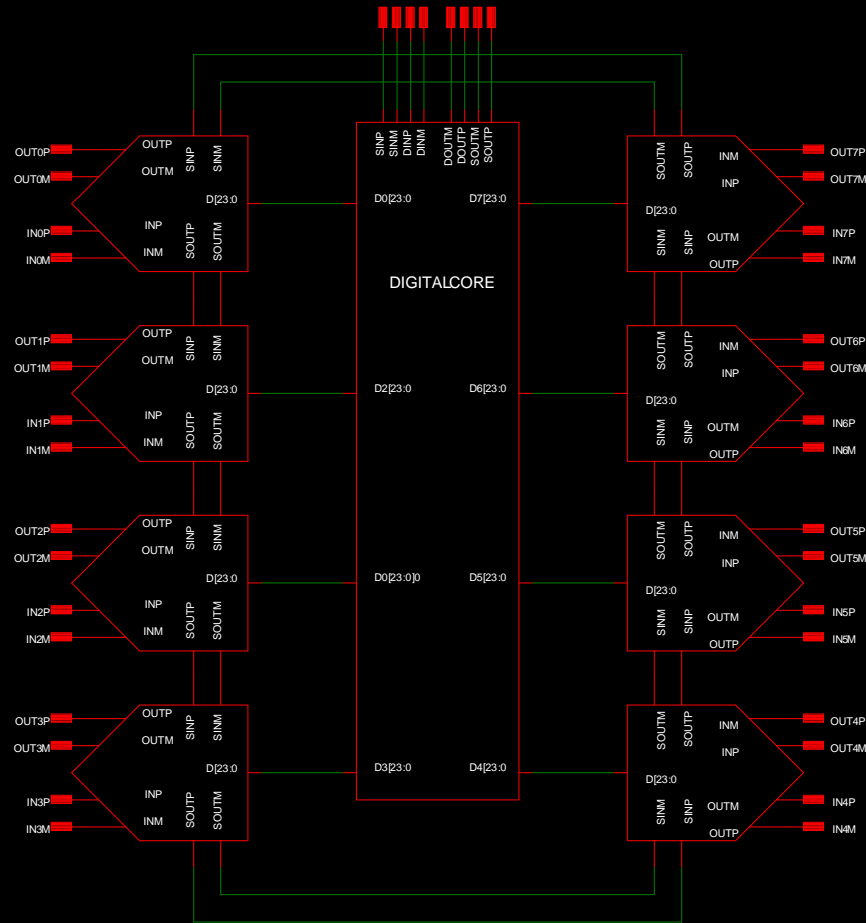 SINP
SINM
DINP
DINM
DOUTM
DOUTP
SOUTM
SOUTP
DIGITALCORE
D0[23:0
D7[23:0
D2[23:0
D6[23:0
D0[23:0]0
D5[23:0
D3[23:0
D4[23:0
OUT0P
OUT0M
IN0P
IN0M
OUTP
OUTM
SINP
SINM
D[23:0
INP
INM
SOUTP
SOUTM
OUT1P
OUT1M
IN1P
IN1M
OUTP
OUTM
SINP
SINM
D[23:0
INP
INM
SOUTP
SOUTM
OUT2P
OUT2M
IN2P
IN2M
OUTP
OUTM
SINP
SINM
D[23:0
INP
INM
SOUTP
SOUTM
OUT3P
OUT3M
IN3P
IN3M
OUTP
OUTM
SINP
SINM
D[23:0
INP
INM
SOUTP
SOUTM
SOUTM
SOUTP
INM
INP
D[23:0
SINM
SINP
OUTM
OUTP
OUT7P
OUT7M
IN7P
IN7M
SOUTM
SOUTP
INM
INP
D[23:0
SINM
SINP
OUTM
OUTP
OUT6P
OUT6M
IN6P
IN6M
SOUTM
SOUTP
INM
INP
D[23:0
SINM
SINP
OUTM
OUTP
OUT5P
OUT5M
IN5P
IN5M
SOUTM
SOUTP
INM
INP
D[23:0
SINM
SINP
OUTM
OUTP
OUT4P
OUT4M
IN4P
IN4M